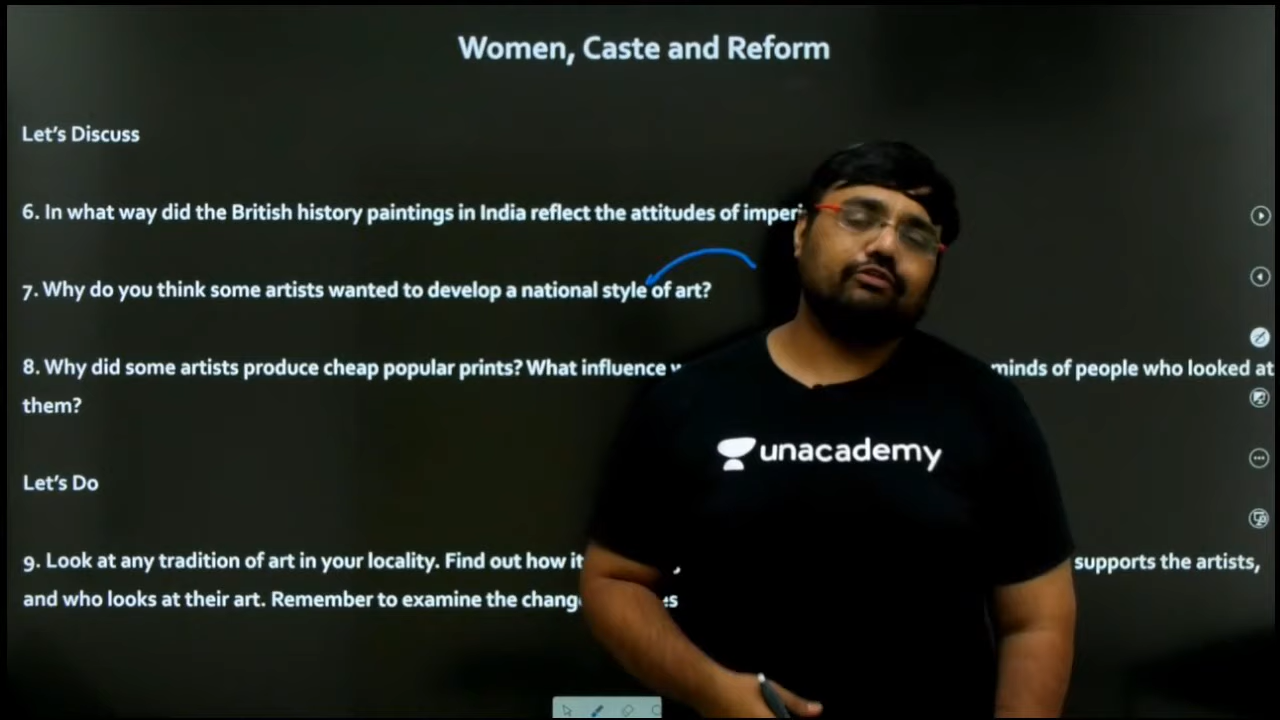 Women, Caste and Reform
Let's Discuss
6. In what way did the British history paintings in India reflect the attitudes of
7. Why do you think some artists wanted to develop a national style of art?
8. Why did some artists produce cheap popular prints? What influence minds of people who looked at
them?
unacademy
Let's Do
9. Look at any tradition of art in your locality. Find out how it supports the artists,
and who looks at their art. Remember to examine the